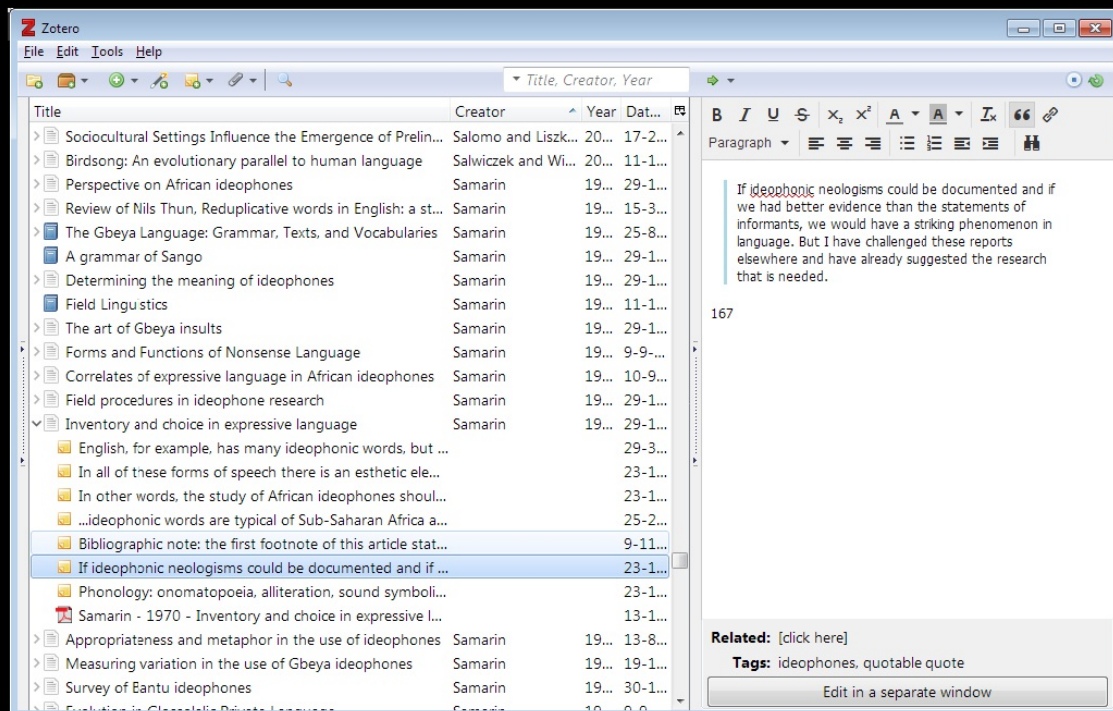 Zotero
File Edit Tools Help
Title, Creator, Year
Title Creator Year Dat...
Sociocultural Settings Influence the Emergence of Prelin... Salomo and Liszk... 20... 17-2...
Birdsong: An evolutionary parallel to human language Salwiczek and Wi... 20... 11-1...
Perspective on African ideophones Samarin 19... 29-1...
Review of Nils Thun, Reduplicative words in English: a st... Samarin 19... 15-3...
The Gbeya Language: Grammar, Texts, and Vocabularies Samarin 19... 25-8...
A grammar of Sango Samarin 19... 29-1...
Determining the meaning of ideophones Samarin 19... 29-1...
Field Linguistics Samarin 19... 11-1...
The art of Gbeya insults Samarin 19... 29-1...
Forms and Functions of Nonsense Language Samarin 19... 9-9-...
Correlates of expressive language in African ideophones Samarin 19... 10-9...
Field procedures in ideophone research Samarin 19... 29-1...
Inventory and choice in expressive language Samarin 19... 29-1...
English, for example, has many ideophonic words, but ... 29-3...
In all of these forms of speech there is an esthetic ele... 23-1...
In other words, the study of African ideophones shoul... 23-1...
...ideophonic words are typical of Sub-Saharan Africa a... 25-2...
Bibliographic note: the first footnote of this article stat... 9-11...
If ideophonic neologisms could be documented and if ... 23-1...
Phonology: onomatopoeia, alliteration, sound symboli... 23-1...
Samarin - 1970 - Inventory and choice in expressive l... 13-1...
Appropriateness and metaphor in the use of ideophones Samarin 19... 13-8...
Measuring variation in the use of Gbeya ideophones Samarin 19... 19-1...
Survey of Bantu ideophones Samarin 19... 30-1...
B I U S X₂ X² A A Tx
Paragraph
If ideophonic neologisms could be documented and if
we had better evidence than the statements of
informants, we would have a striking phenomenon in
language. But I have challenged these reports
elsewhere and have already suggested the research
that is needed.
167
Related: [click here]
Tags: ideophones, quotable quote
Edit in a separate window